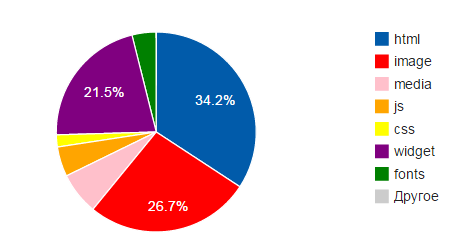 34.2%
26.7%
21.5%
html
image
media
js
css
widget
fonts
Другое